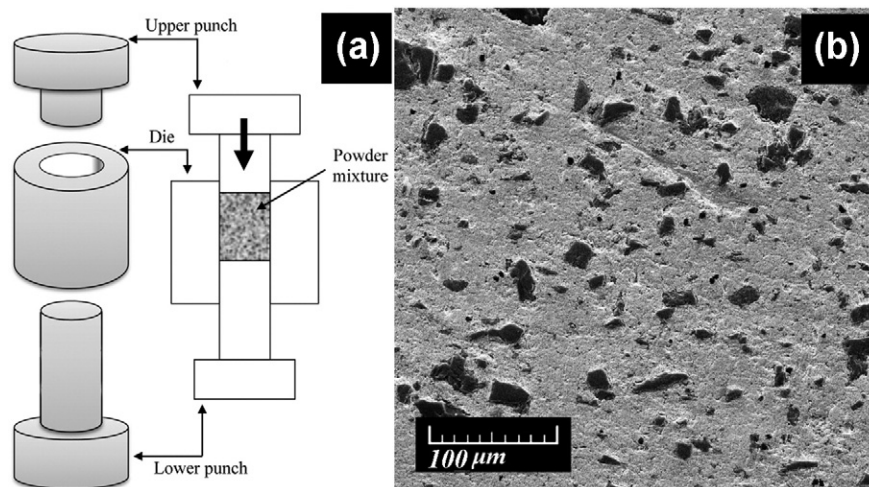 Upper punch
(a)
(b)
Die
Powder
mixture
Lower punch
100 μm